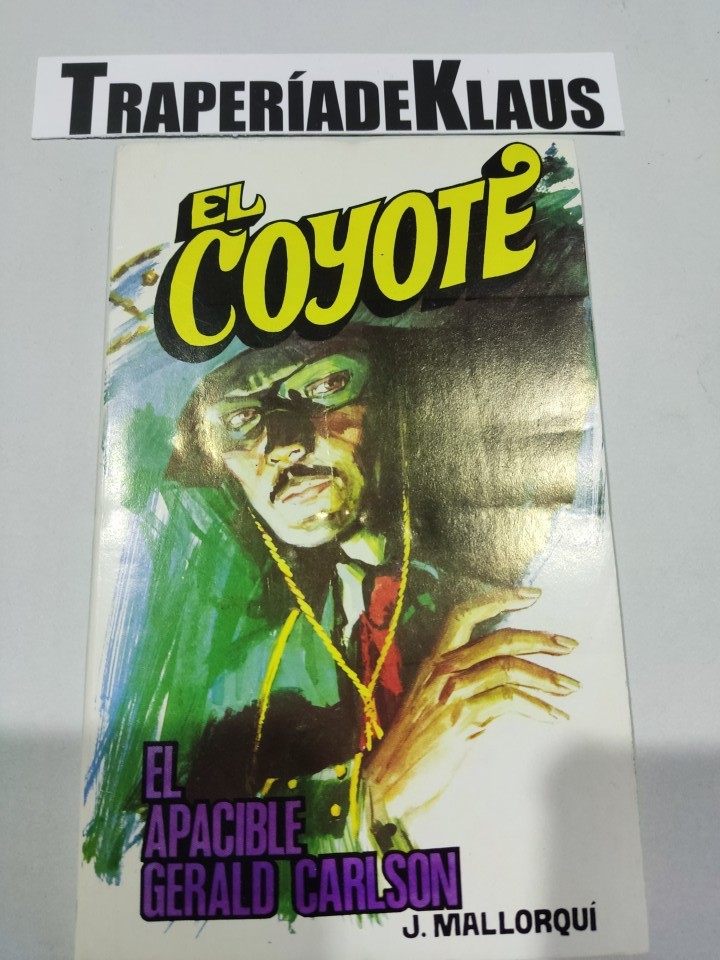 TRAPERÍADEKLAUS
EL
COYOTE
EL
APACIBLE
GERALD CARLSON
J. MALLORQUÍ